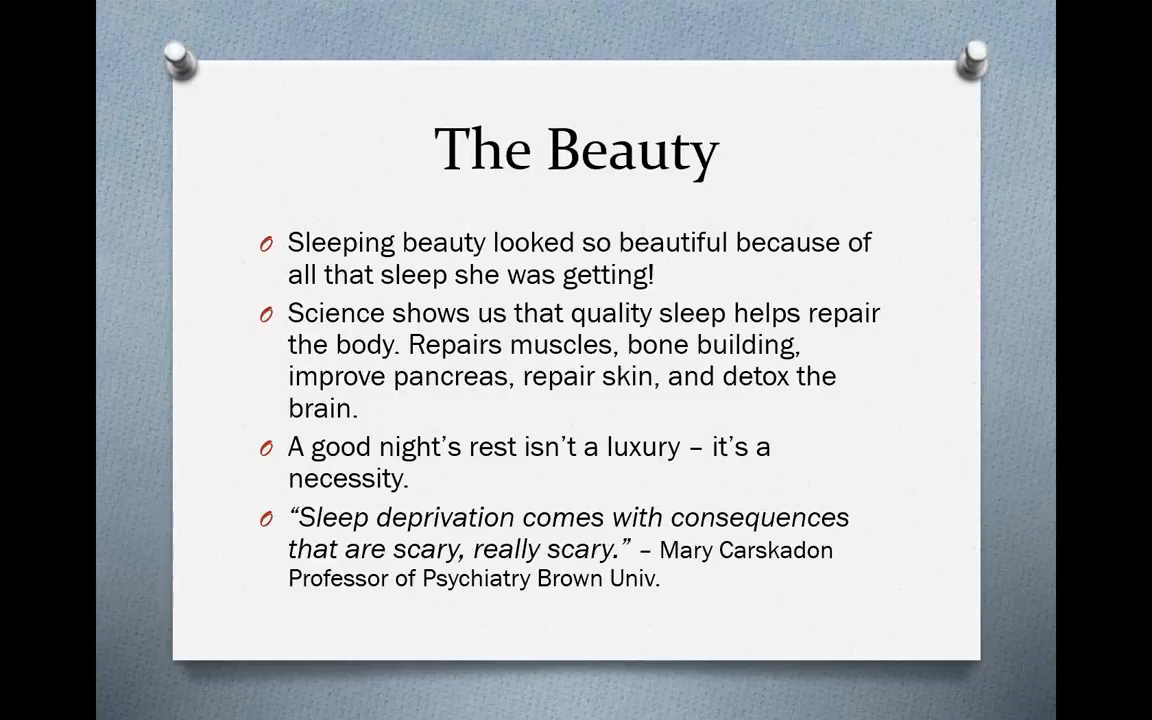 The Beauty
Sleeping beauty looked so beautiful because of
all that sleep she was getting!
Science shows us that quality sleep helps repair
the body. Repairs muscles, bone building,
improve pancreas, repair skin, and detox the
brain.
A good night’s rest isn’t a luxury – it’s a
necessity.
“Sleep deprivation comes with consequences
that are scary, really scary.” – Mary Carskadon
Professor of Psychiatry Brown Univ.